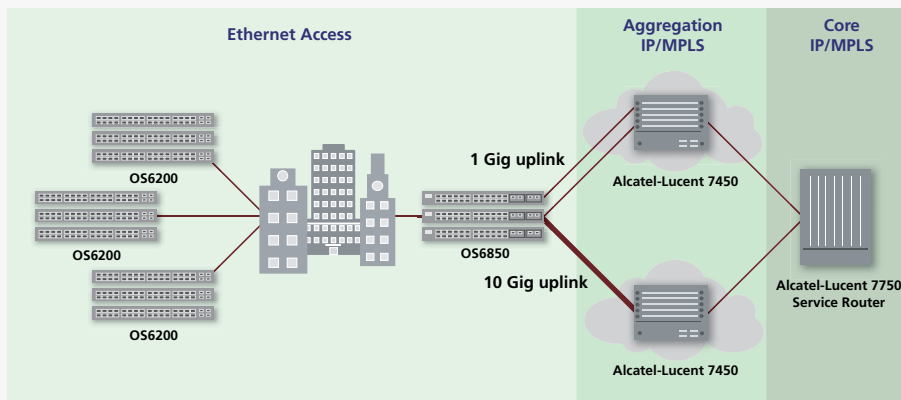 Ethernet Access
Aggregation
IP/MPLS
Core
IP/MPLS
OS6200
OS6200
OS6200
OS6850
1 Gig uplink
10 Gig uplink
Alcatel-Lucent 7450
Alcatel-Lucent 7450
Alcatel-Lucent 7750
Service Router